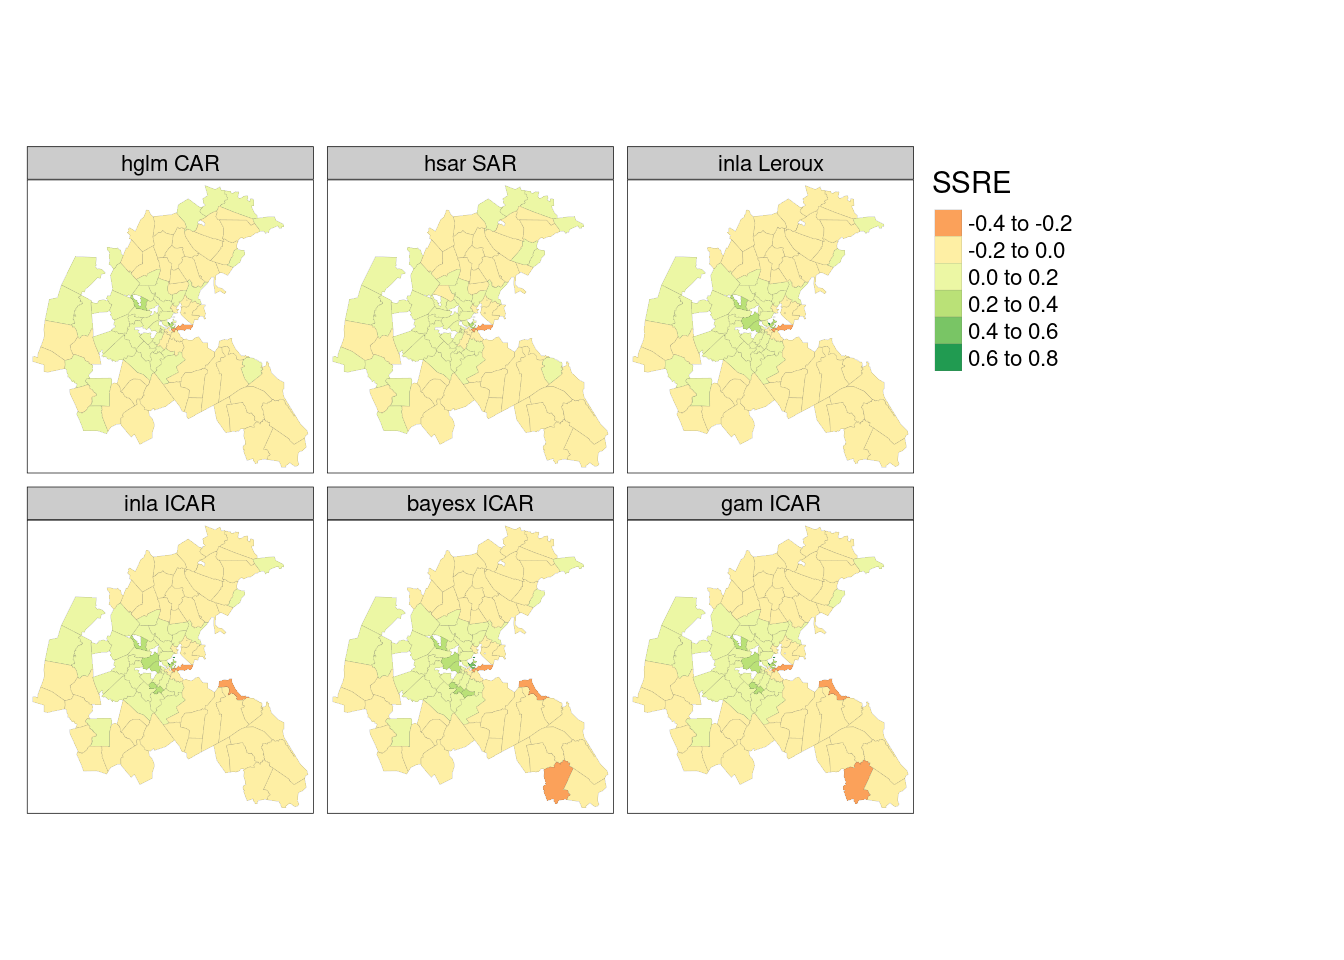 hglm CAR
hsar SAR
inla Leroux
SSRE
-0.4 to -0.2
-0.2 to 0.0
0.0 to 0.2
0.2 to 0.4
0.4 to 0.6
0.6 to 0.8
inla ICAR
bayesx ICAR
gam ICAR